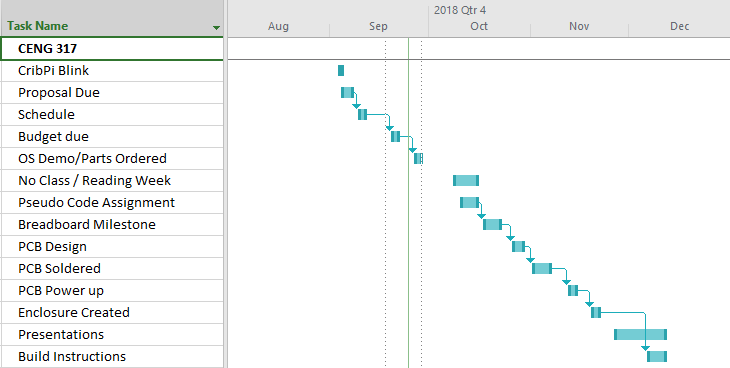 2018 Qtr 4
Task Name
Aug Sep Oct Nov Dec
CENG 317
CribPi Blink
Proposal Due
Schedule
Budget due
OS Demo/Parts Ordered
No Class / Reading Week
Pseudo Code Assignment
Breadboard Milestone
PCB Design
PCB Soldered
PCB Power up
Enclosure Created
Presentations
Build Instructions